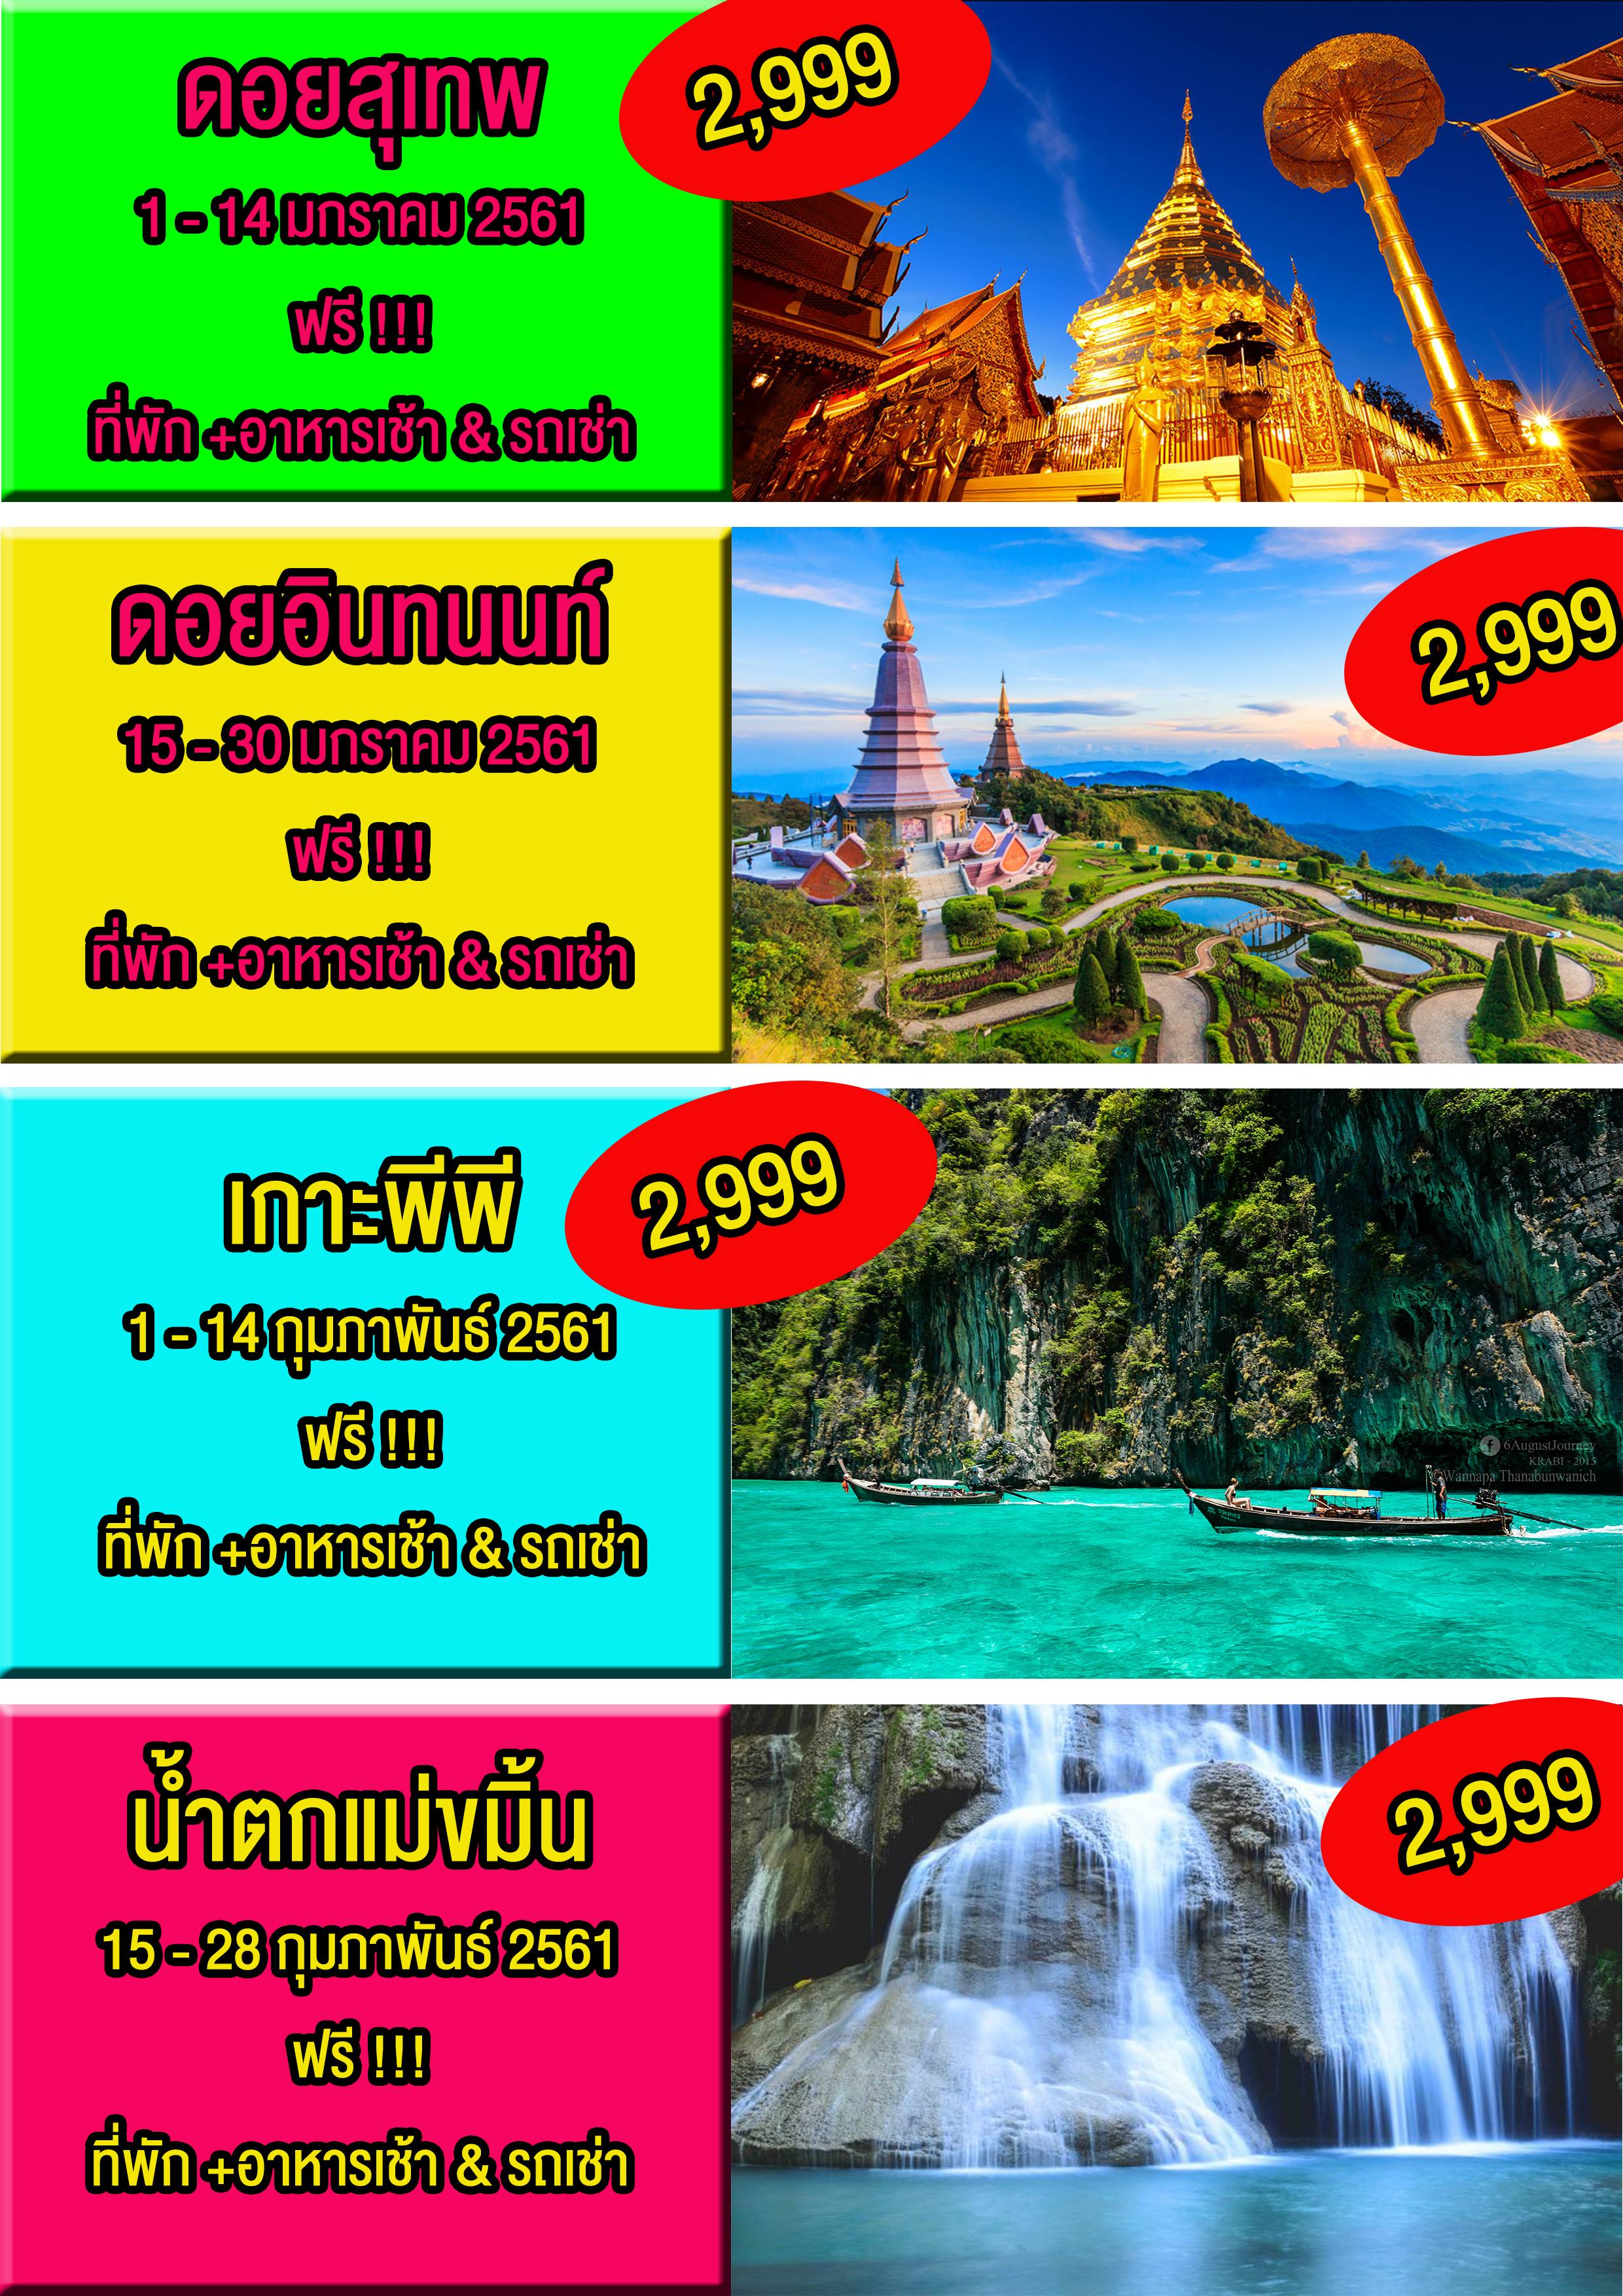 ดอยสุเทพ
2,999
1 - 14 มกราคม 2561
ฟรี !!!
ที่พัก +อาหารเช้า & รถเช่า
ดอยอินทนนท์
2,999
15 - 30 มกราคม 2561
ฟรี !!!
ที่พัก +อาหารเช้า & รถเช่า
เกาะพีพี
2,999
1 - 14 กุมภาพันธ์ 2561
ฟรี !!!
ที่พัก +อาหารเช้า & รถเช่า
f 6AugustJourney
KRABI - 2015
©Wannapa Thanabunwanich
น้ำตกแม่ขมิ้น
2,999
15 - 28 กุมภาพันธ์ 2561
ฟรี !!!
ที่พัก +อาหารเช้า & รถเช่า